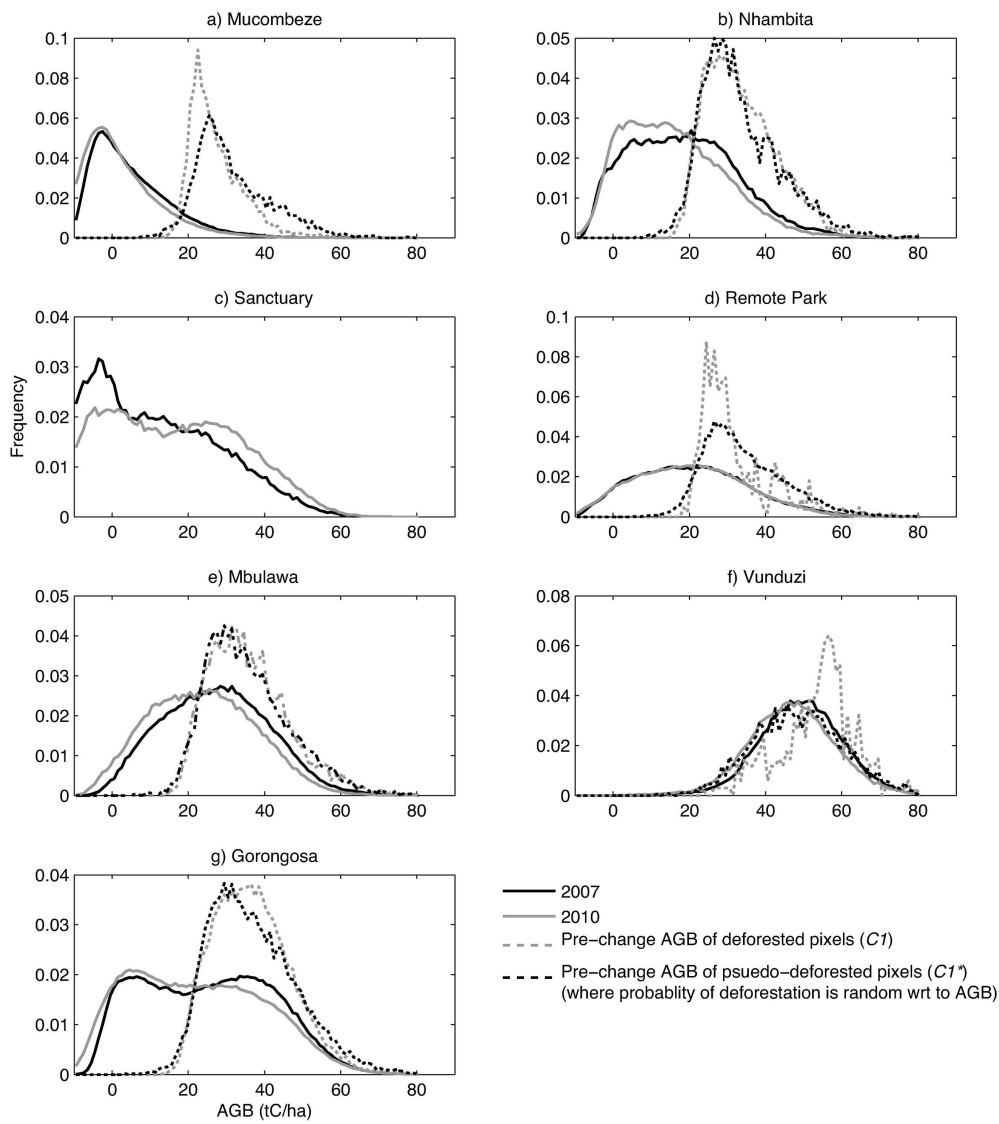 a) Mucombeze
0.1
0.08
0.06
0.04
0.02
0
0 20 40 60 80
b) Nhambita
0.05
0.04
0.03
0.02
0.01
0
0 20 40 60 80
c) Sanctuary
0.04
0.03
0.02
0.01
0
0 20 40 60 80
Frequency
d) Remote Park
0.1
0.08
0.06
0.04
0.02
0
0 20 40 60 80
e) Mbulawa
0.05
0.04
0.03
0.02
0.01
0
0 20 40 60 80
f) Vunduzi
0.08
0.06
0.04
0.02
0
0 20 40 60 80
g) Gorongosa
0.04
0.03
0.02
0.01
0
0 20 40 60 80
AGB (tC/ha)
2007
2010
Pre−change AGB of deforested pixels (C1)
Pre−change AGB of psuedo−deforested pixels (C1*)
(where probablity of deforestation is random wrt to AGB)